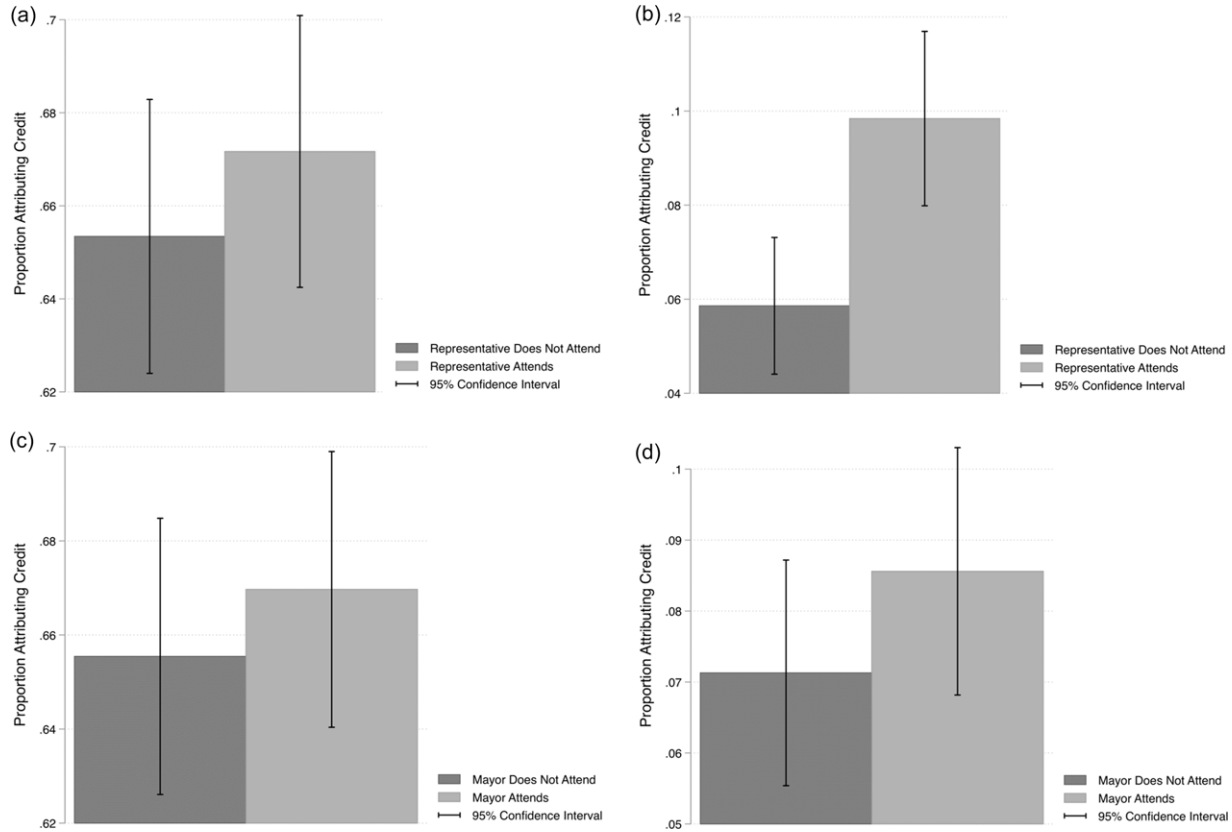 (a)
.7
.68
.66
.64
.62
Proportion Attributing Credit
Representative Does Not Attend
Representative Attends
95% Confidence Interval
(b)
.12
.1
.08
.06
.04
Proportion Attributing Credit
Representative Does Not Attend
Representative Attends
95% Confidence Interval
(c)
.7
.68
.66
.64
.62
Proportion Attributing Credit
Mayor Does Not Attend
Mayor Attends
95% Confidence Interval
(d)
.1
.09
.08
.07
.06
.05
Proportion Attributing Credit
Mayor Does Not Attend
Mayor Attends
95% Confidence Interval